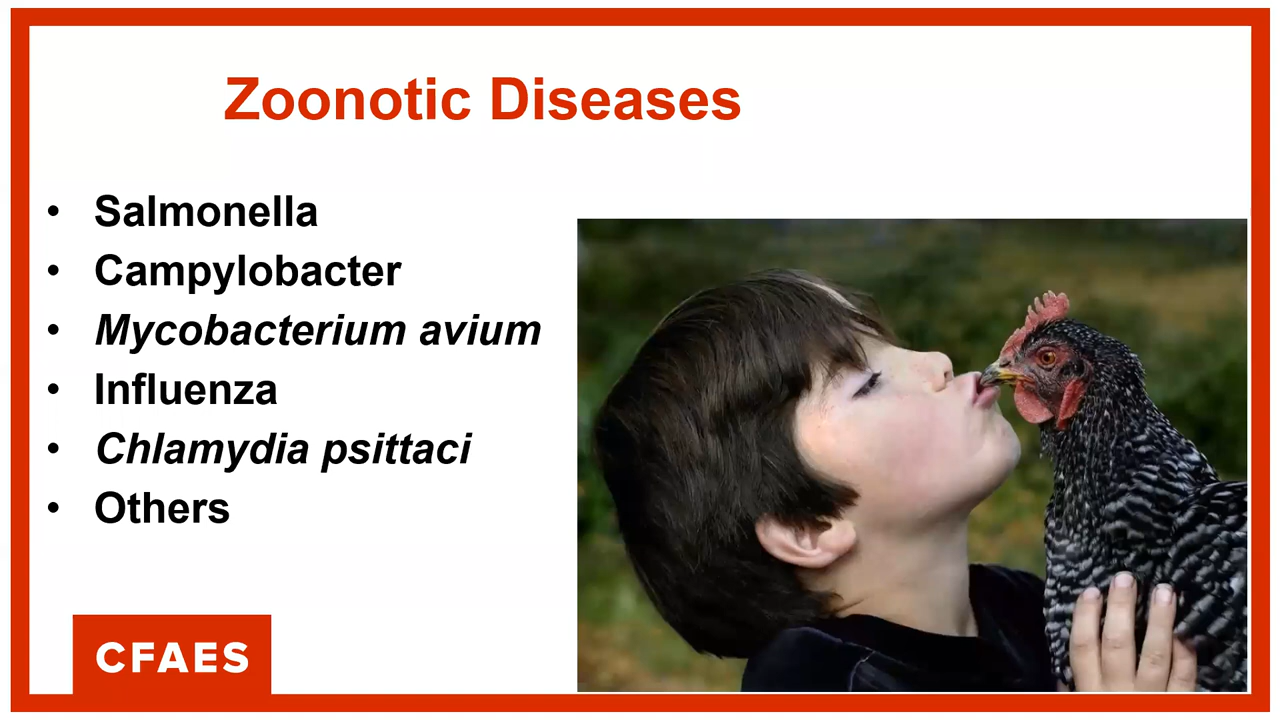 Zoonotic Diseases
• Salmonella
• Campylobacter
• Mycobacterium avium
• Influenza
• Chlamydia psittaci
• Others
CFAES